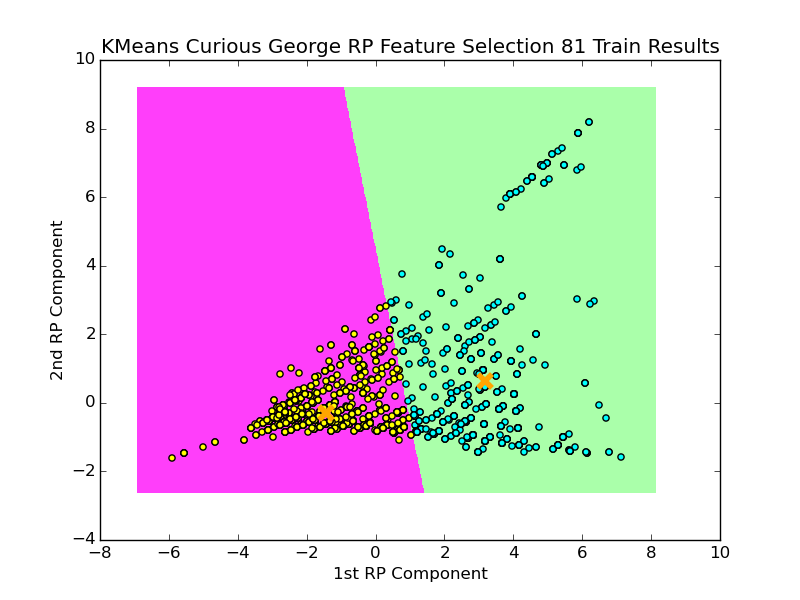 KMeans Curious George RP Feature Selection 81 Train Results
10
8
6
4
2
0
−2
−4
2nd RP Component
−8 −6 −4 −2 0 2 4 6 8 10
1st RP Component